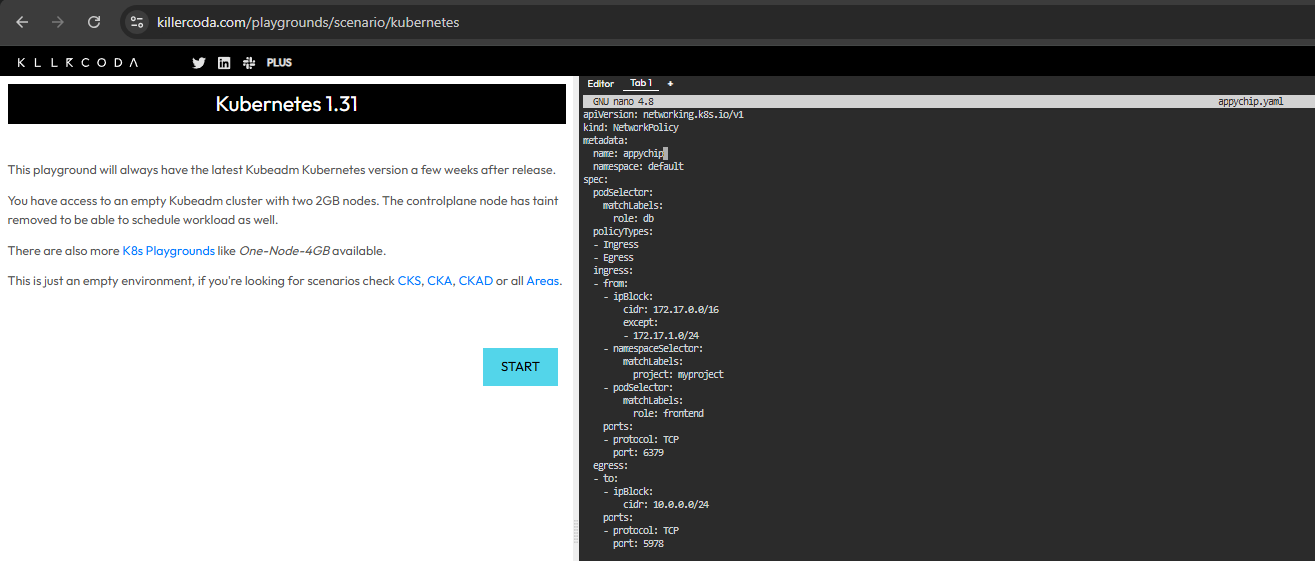 killercoda.com/playgrounds/scenario/kubernetes
KLLRCODA PLUS
Kubernetes 1.31
This playground will always have the latest Kubeadm Kubernetes version a few weeks after release.
You have access to an empty Kubeadm cluster with two 2GB nodes. The controlplane node has taint
removed to be able to schedule workload as well.
There are also more K8s Playgrounds like One-Node-4GB available.
This is just an empty environment, if you're looking for scenarios check CKS, CKA, CKAD or all Areas.
START
Editor Tab 1 +
GNU nano 4.8 appychip.yaml
apiVersion: networking.k8s.io/v1
kind: NetworkPolicy
metadata:
  name: appychip
  namespace: default
spec:
  podSelector:
    matchLabels:
      role: db
  policyTypes:
  - Ingress
  - Egress
  ingress:
  - from:
    - ipBlock:
        cidr: 172.17.0.0/16
        except:
        - 172.17.1.0/24
    - namespaceSelector:
        matchLabels:
          project: myproject
    - podSelector:
        matchLabels:
          role: frontend
    ports:
    - protocol: TCP
      port: 6379
  egress:
  - to:
    - ipBlock:
        cidr: 10.0.0.0/24
    ports:
    - protocol: TCP
      port: 5978